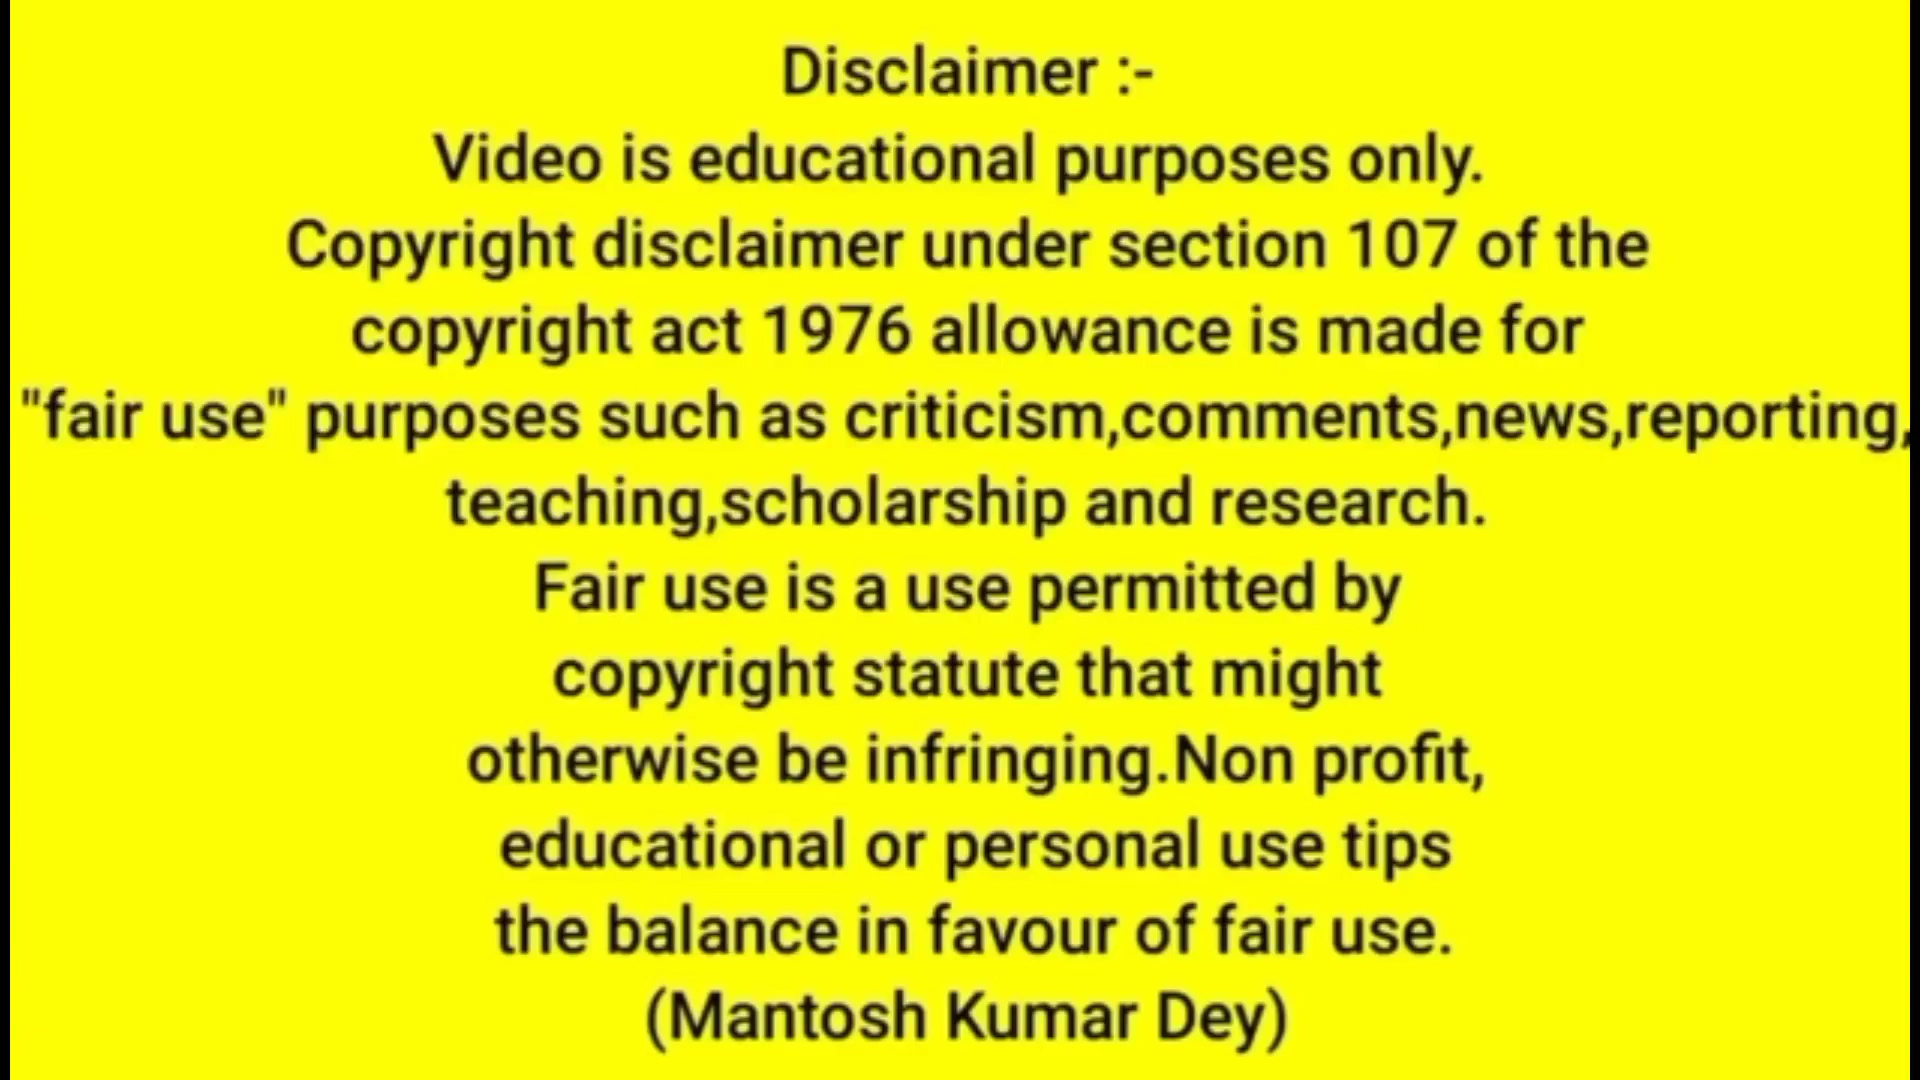 Disclaimer :-
Video is educational purposes only.
Copyright disclaimer under section 107 of the
copyright act 1976 allowance is made for
"fair use" purposes such as criticism,comments,news,reporting,
teaching,scholarship and research.
Fair use is a use permitted by
copyright statute that might
otherwise be infringing.Non profit,
educational or personal use tips
the balance in favour of fair use.
(Mantosh Kumar Dey)